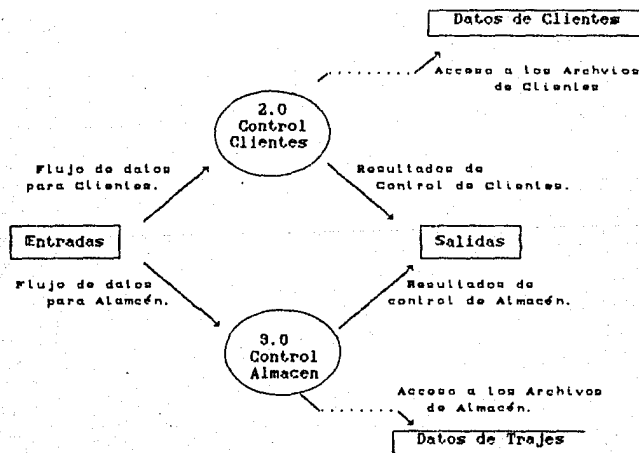 Datos de Clientes
Acceso a los Archvios
de Clientes
2.0
Control
Clientes
Flujo de datos
para Clientes.
Resultados de
Control de Clientes.
Entradas
Salidas
Flujo de datos
para Alamcén.
Resultados de
control de Almacén.
3.0
Control
Almacen
Acceso a los Archivos
de Almacén.
Datos de Trajes